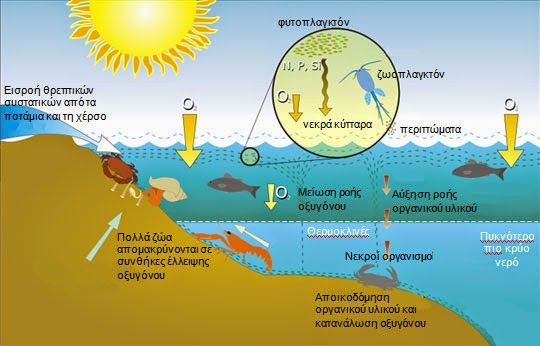 φυτοπλαγκτόν
N, P, Si
ζωοπλαγκτόν
O₂
νεκρά κύτταρα
περιττώματα
Εισροή θρεπτικών
συστατικών απότα
ποτάμια και τη χέρσο
O₂
O₂
O₂
Μείωση ροής
οξυγόνου
Αύξηση ροής
οργανικού υλικού
Θερμοκλινές
Πυκνότερο
πιο κρύο
νερό
Πολλά ζώα
απομακρύνονται σε
συνθήκες έλλειψης
οξυγόνου
Νεκροί οργανισμοί
Αποικοδόμηση
οργανικού υλικού και
κατανάλωση οξυγόνου